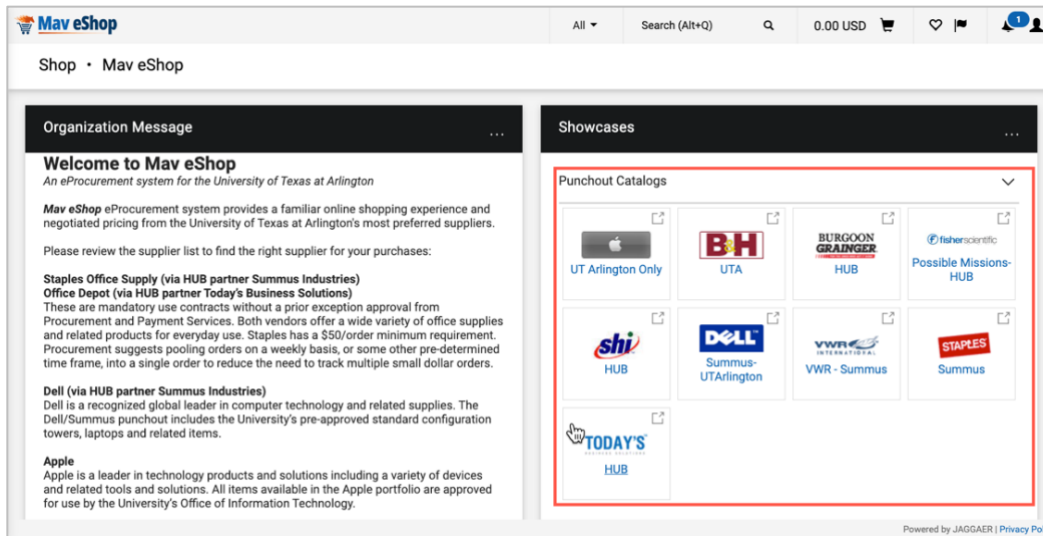 Mav eShop
All
Search (Alt+Q)
0.00 USD
1
Shop • Mav eShop
Organization Message
...
Welcome to Mav eShop
An eProcurement system for the University of Texas at Arlington
Mav eShop eProcurement system provides a familiar online shopping experience and
negotiated pricing from the University of Texas at Arlington's most preferred suppliers.
Please review the supplier list to find the right supplier for your purchases:
Staples Office Supply (via HUB partner Summus Industries)
Office Depot (via HUB partner Today's Business Solutions)
These are mandatory use contracts without a prior exception approval from
Procurement and Payment Services. Both vendors offer a wide variety of office supplies
and related products for everyday use. Staples has a $50/order minimum requirement.
Procurement suggests pooling orders on a weekly basis, or some other pre-determined
time frame, into a single order to reduce the need to track multiple small dollar orders.
Dell (via HUB partner Summus Industries)
Dell is a recognized global leader in computer technology and related supplies. The
Dell/Summus punchout includes the University's pre-approved standard configuration
towers, laptops and related items.
Apple
Apple is a leader in technology products and solutions including a variety of devices
and related tools and solutions. All items available in the Apple portfolio are approved
for use by the University's Office of Information Technology.
Showcases
...
Punchout Catalogs
UT Arlington Only
B&H
UTA
BURGOON
GRAINGER
HUB
fisherscientific
Possible Missions-
HUB
shi
HUB
DELL
Summus-
UTArlington
VWR
INTERNATIONAL
VWR - Summus
STAPLES
Summus
TODAY'S
BUSINESS SOLUTIONS
HUB
Powered by JAGGAER | Privacy Pol